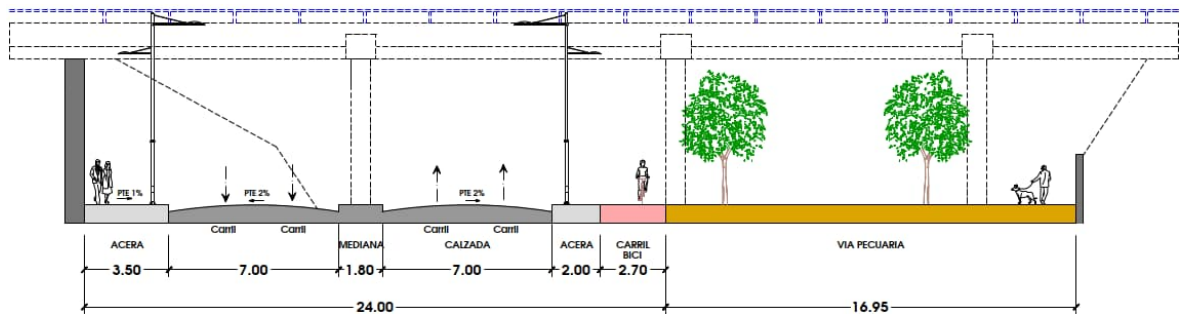 PTE 1%
PTE 2%
PTE 2%
Carril
Carril
Carril
Carril
ACERA
MEDIANA
CALZADA
ACERA
CARRIL
BICI
VIA PECUARIA
3.50
7.00
1.80
7.00
2.00
2.70
24.00
16.95